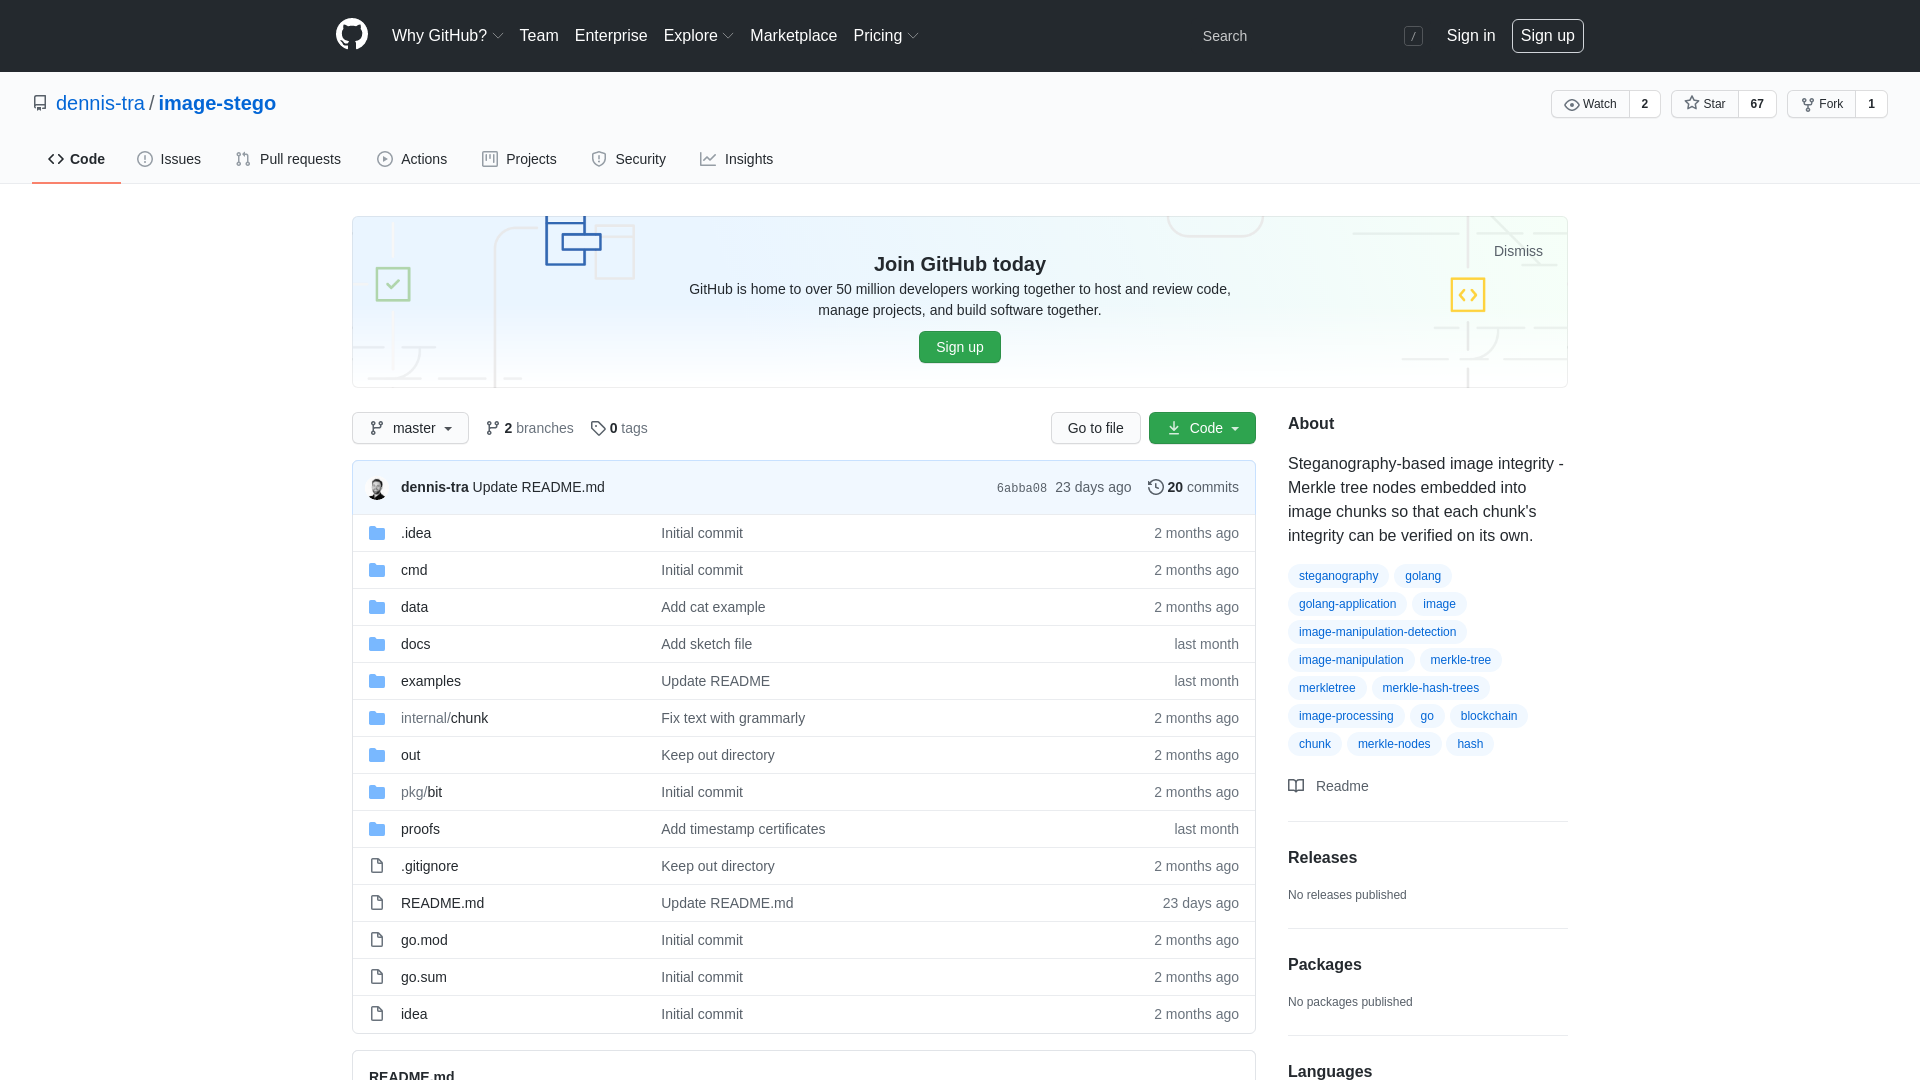 Why GitHub? Team Enterprise Explore Marketplace Pricing Search / Sign in Sign up
dennis-tra / image-stego Watch 2 Star 67 Fork 1
Code Issues Pull requests Actions Projects Security Insights
Dismiss
Join GitHub today
GitHub is home to over 50 million developers working together to host and review code,
manage projects, and build software together.
Sign up
master 2 branches 0 tags Go to file Code
dennis-tra Update README.md 6abba08 23 days ago 20 commits
.idea Initial commit 2 months ago
cmd Initial commit 2 months ago
data Add cat example 2 months ago
docs Add sketch file last month
examples Update README last month
internal/chunk Fix text with grammarly 2 months ago
out Keep out directory 2 months ago
pkg/bit Initial commit 2 months ago
proofs Add timestamp certificates last month
.gitignore Keep out directory 2 months ago
README.md Update README.md 23 days ago
go.mod Initial commit 2 months ago
go.sum Initial commit 2 months ago
idea Initial commit 2 months ago
README.md
About
Steganography-based image integrity -
Merkle tree nodes embedded into
image chunks so that each chunk's
integrity can be verified on its own.
steganography golang
golang-application image
image-manipulation-detection
image-manipulation merkle-tree
merkletree merkle-hash-trees
image-processing go blockchain
chunk merkle-nodes hash
Readme
Releases
No releases published
Packages
No packages published
Languages